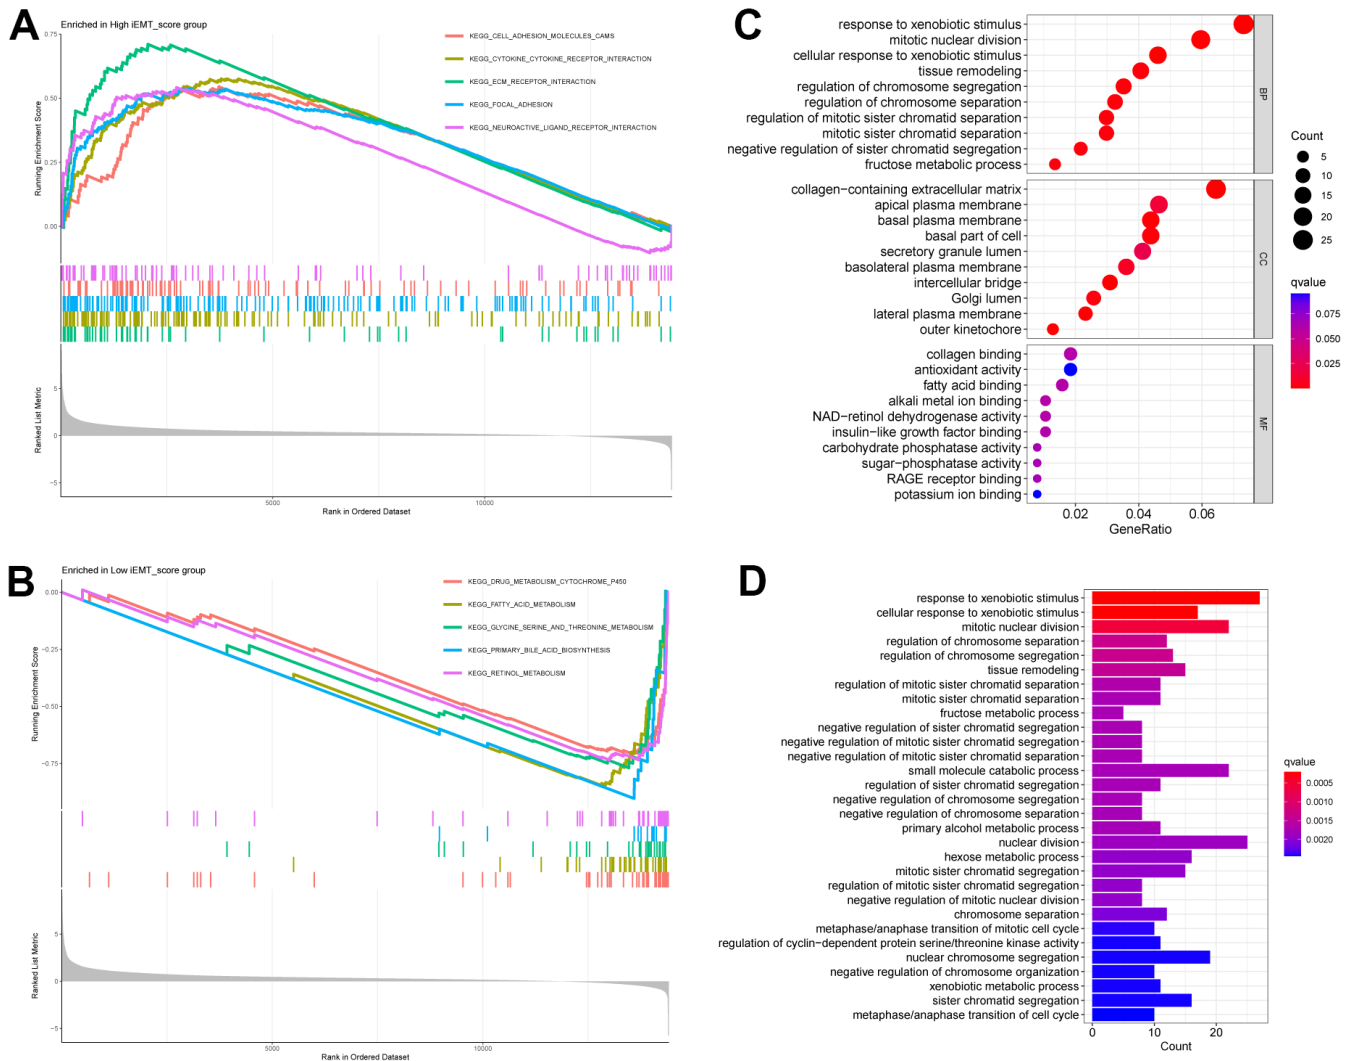 A
Enriched in High iEMT_score group
0.75
0.50
0.25
0.00
Running Enrichment Score
KEGG_CELL_ADHESION_MOLECULES_CAMS
KEGG_CYTOKINE_CYTOKINE_RECEPTOR_INTERACTION
KEGG_ECM_RECEPTOR_INTERACTION
KEGG_FOCAL_ADHESION
KEGG_NEUROACTIVE_LIGAND_RECEPTOR_INTERACTION
5
0
−5
Ranked List Metric
5000
10000
Rank in Ordered Dataset
B
Enriched in Low iEMT_score group
0.00
−0.25
−0.50
−0.75
Running Enrichment Score
KEGG_DRUG_METABOLISM_CYTOCHROME_P450
KEGG_FATTY_ACID_METABOLISM
KEGG_GLYCINE_SERINE_AND_THREONINE_METABOLISM
KEGG_PRIMARY_BILE_ACID_BIOSYNTHESIS
KEGG_RETINOL_METABOLISM
5
0
−5
Ranked List Metric
5000
10000
Rank in Ordered Dataset
C
response to xenobiotic stimulus
mitotic nuclear division
cellular response to xenobiotic stimulus
tissue remodeling
regulation of chromosome segregation
regulation of chromosome separation
regulation of mitotic sister chromatid separation
mitotic sister chromatid separation
negative regulation of sister chromatid segregation
fructose metabolic process
BP
collagen−containing extracellular matrix
apical plasma membrane
basal plasma membrane
basal part of cell
secretory granule lumen
basolateral plasma membrane
intercellular bridge
Golgi lumen
lateral plasma membrane
outer kinetochore
CC
collagen binding
antioxidant activity
fatty acid binding
alkali metal ion binding
NAD−retinol dehydrogenase activity
insulin−like growth factor binding
carbohydrate phosphatase activity
sugar−phosphatase activity
RAGE receptor binding
potassium ion binding
MF
0.02
0.04
0.06
GeneRatio
Count
5
10
15
20
25
qvalue
0.075
0.050
0.025
D
response to xenobiotic stimulus
cellular response to xenobiotic stimulus
mitotic nuclear division
regulation of chromosome separation
regulation of chromosome segregation
tissue remodeling
regulation of mitotic sister chromatid separation
mitotic sister chromatid separation
fructose metabolic process
negative regulation of sister chromatid segregation
negative regulation of mitotic sister chromatid segregation
negative regulation of mitotic sister chromatid separation
small molecule catabolic process
regulation of sister chromatid segregation
negative regulation of chromosome segregation
negative regulation of chromosome separation
primary alcohol metabolic process
nuclear division
hexose metabolic process
mitotic sister chromatid segregation
regulation of mitotic sister chromatid segregation
negative regulation of mitotic nuclear division
chromosome separation
metaphase/anaphase transition of mitotic cell cycle
regulation of cyclin−dependent protein serine/threonine kinase activity
nuclear chromosome segregation
negative regulation of chromosome organization
xenobiotic metabolic process
sister chromatid segregation
metaphase/anaphase transition of cell cycle
0
10
20
Count
qvalue
0.0005
0.0010
0.0015
0.0020